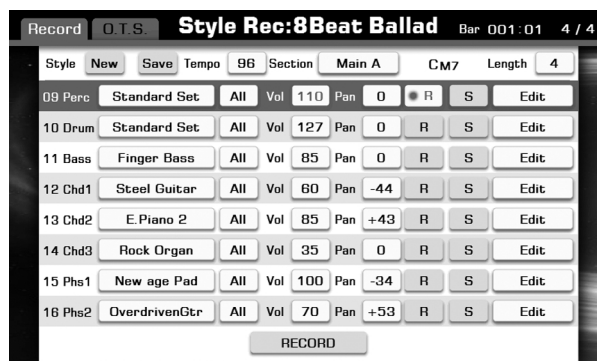 Record O.T.S. Style Rec:8Beat Ballad Bar 001:01 4 / 4
Style New Save Tempo 96 Section Main A CM7 Length 4
09 Perc Standard Set All Vol 110 Pan 0 R S Edit
10 Drum Standard Set All Vol 127 Pan 0 R S Edit
11 Bass Finger Bass All Vol 85 Pan 0 R S Edit
12 Chd1 Steel Guitar All Vol 60 Pan -44 R S Edit
13 Chd2 E.Piano 2 All Vol 85 Pan +43 R S Edit
14 Chd3 Rock Organ All Vol 35 Pan 0 R S Edit
15 Phs1 New age Pad All Vol 100 Pan -34 R S Edit
16 Phs2 OverdrivenGtr All Vol 70 Pan +53 R S Edit
RECORD